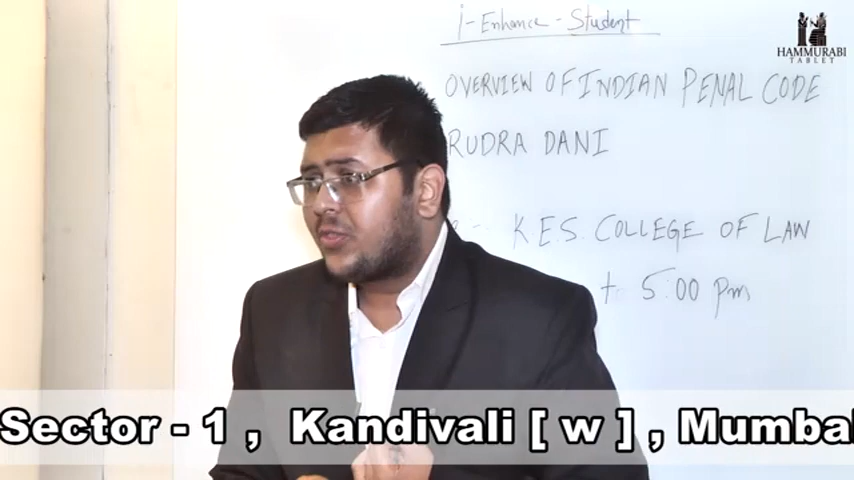 i-Enhance-Student
HAMMURABI
TABLET
OVERVIEW OF INDIAN PENAL CODE
RUDRA DANI
K.E.S. COLLEGE OF LAW
to 5:00 pm
Sector - 1 , Kandivali [ w ] , Mumbai